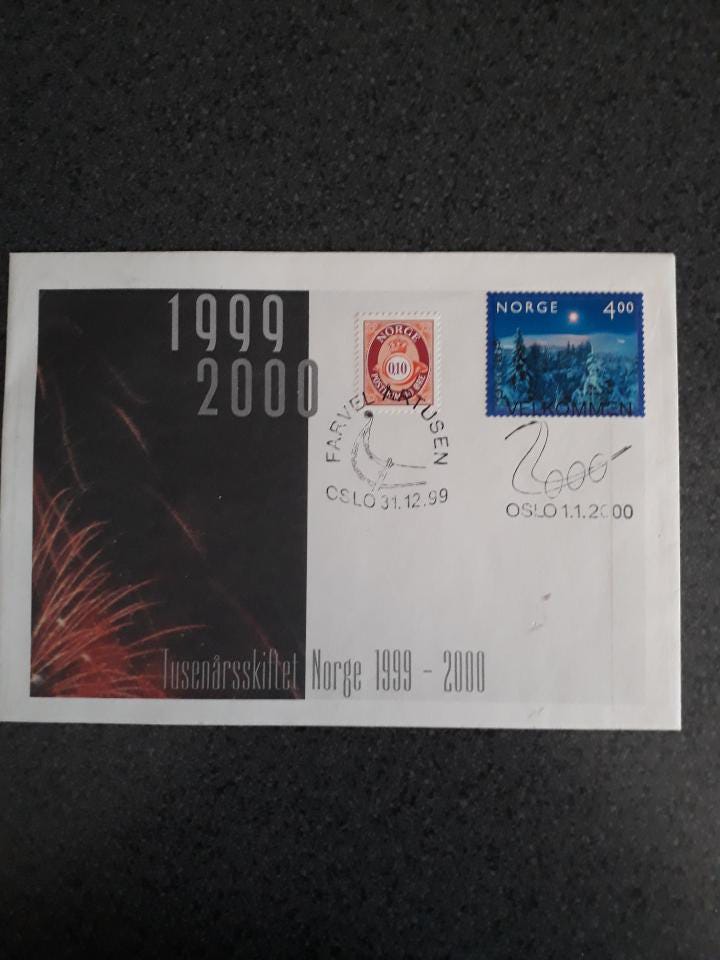 1999
2000
NORGE
0,10
NORGE 4.00
FARVEL
TUSEN
OSLO 31.12.99
VELKOMMEN
2000
OSLO 1.1.2000
Tusenårsskiftet Norge 1999 - 2000